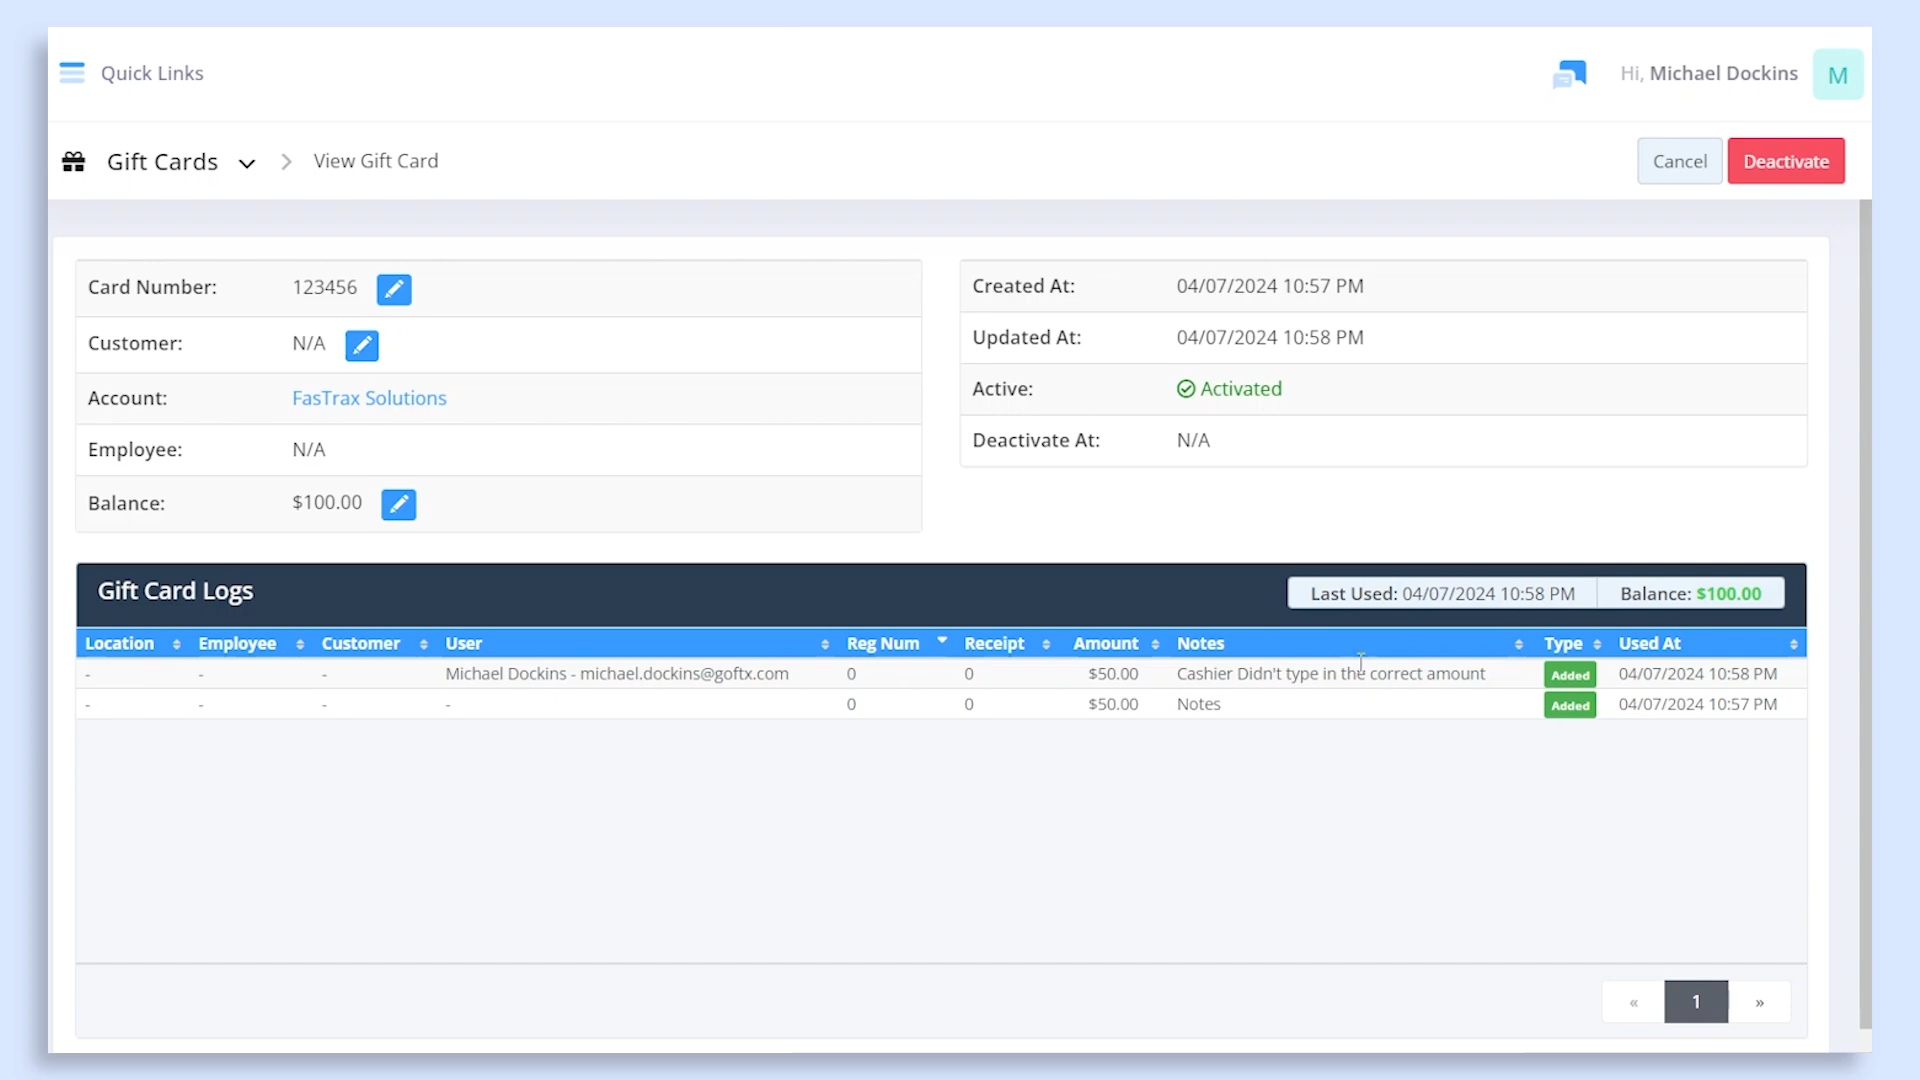 Quick Links
Hi, Michael Dockins
M
Gift Cards
View Gift Card
Cancel
Deactivate
Card Number: 123456
Customer: N/A
Account: FasTrax Solutions
Employee: N/A
Balance: $100.00
Created At: 04/07/2024 10:57 PM
Updated At: 04/07/2024 10:58 PM
Active: Activated
Deactivate At: N/A
Gift Card Logs
Last Used: 04/07/2024 10:58 PM
Balance: $100.00
Location Employee Customer User Reg Num Receipt Amount Notes Type Used At
- - - Michael Dockins - michael.dockins@goftx.com 0 0 $50.00 Cashier Didn't type in the correct amount Added 04/07/2024 10:58 PM
- - - - 0 0 $50.00 Notes Added 04/07/2024 10:57 PM
« 1 »